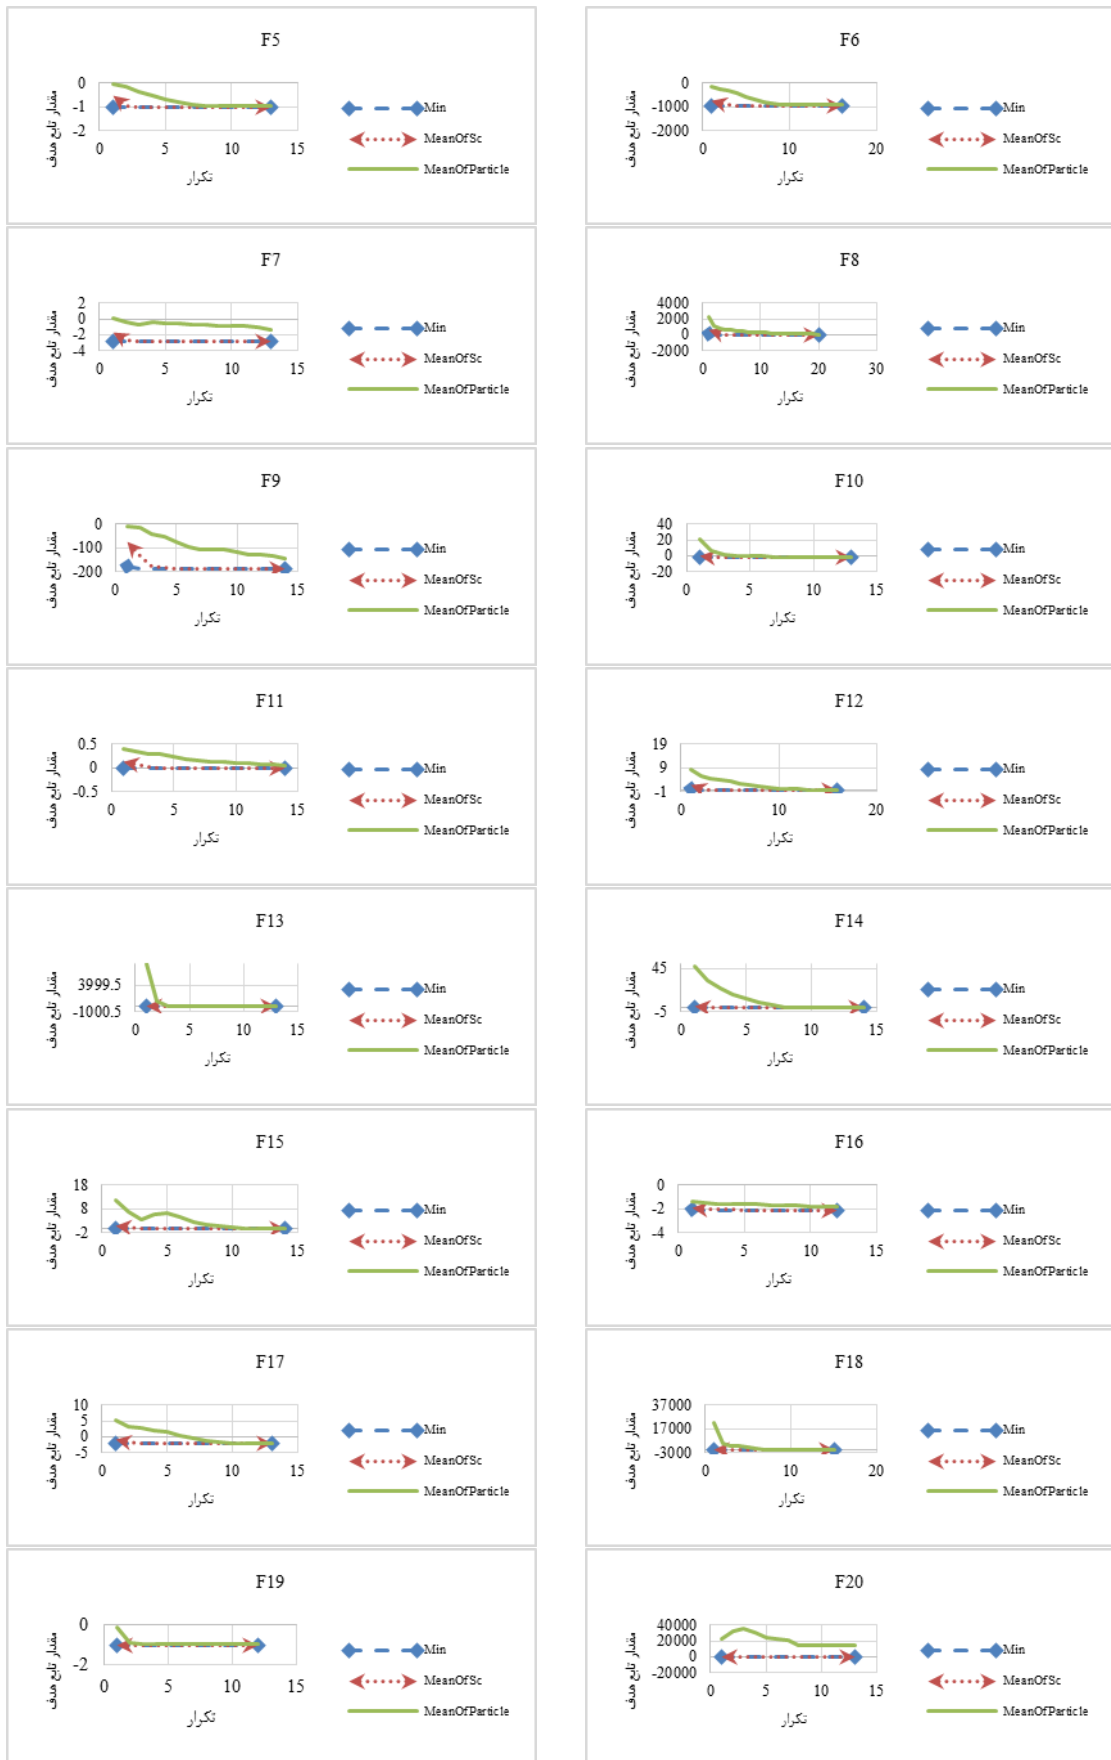 F5
مقدار تابع هدف
0
-1
-2
0 5 10 15
تکرار
Min
MeanOfSc
MeanOfParticle
F6
مقدار تابع هدف
0
-1000
-2000
0 10 20
تکرار
Min
MeanOfSc
MeanOfParticle
F7
مقدار تابع هدف
2
0
-2
-4
0 5 10 15
تکرار
Min
MeanOfSc
MeanOfParticle
F8
مقدار تابع هدف
4000
2000
0
-2000
0 10 20 30
تکرار
Min
MeanOfSc
MeanOfParticle
F9
مقدار تابع هدف
0
-100
-200
0 5 10 15
تکرار
Min
MeanOfSc
MeanOfParticle
F10
مقدار تابع هدف
40
20
0
-20
0 5 10 15
تکرار
Min
MeanOfSc
MeanOfParticle
F11
مقدار تابع هدف
0.5
0
-0.5
0 5 10 15
تکرار
Min
MeanOfSc
MeanOfParticle
F12
مقدار تابع هدف
19
9
-1
0 10 20
تکرار
Min
MeanOfSc
MeanOfParticle
F13
مقدار تابع هدف
3999.5
-1000.5
0 5 10 15
تکرار
Min
MeanOfSc
MeanOfParticle
F14
مقدار تابع هدف
45
-5
0 5 10 15
تکرار
Min
MeanOfSc
MeanOfParticle
F15
مقدار تابع هدف
18
8
-2
0 5 10 15
تکرار
Min
MeanOfSc
MeanOfParticle
F16
مقدار تابع هدف
0
-2
-4
0 5 10 15
تکرار
Min
MeanOfSc
MeanOfParticle
F17
مقدار تابع هدف
10
5
0
-5
0 5 10 15
تکرار
Min
MeanOfSc
MeanOfParticle
F18
مقدار تابع هدف
37000
17000
-3000
0 10 20
تکرار
Min
MeanOfSc
MeanOfParticle
F19
مقدار تابع هدف
0
-2
0 5 10 15
تکرار
Min
MeanOfSc
MeanOfParticle
F20
مقدار تابع هدف
40000
20000
0
-20000
0 5 10 15
تکرار
Min
MeanOfSc
MeanOfParticle